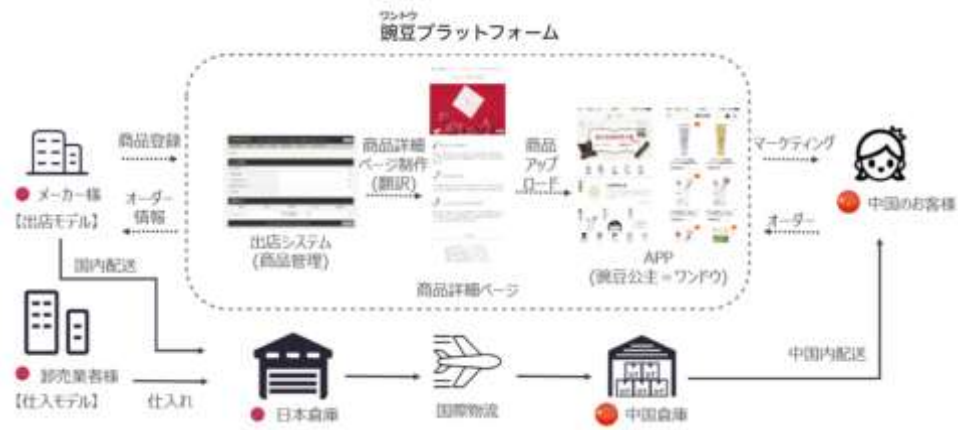 ワントウ
豌豆プラットフォーム
商品登録
商品詳細
ページ制作
(翻訳)
商品
アップ
ロード
マーケティング
メーカー様
【出店モデル】
オーダー
情報
出店システム
(商品管理)
商品詳細ページ
APP
(豌豆公主=ワンドウ)
オーダー
中国のお客様
国内配送
卸売業者様
【仕入モデル】
仕入れ
日本倉庫
国際物流
中国倉庫
中国内配送